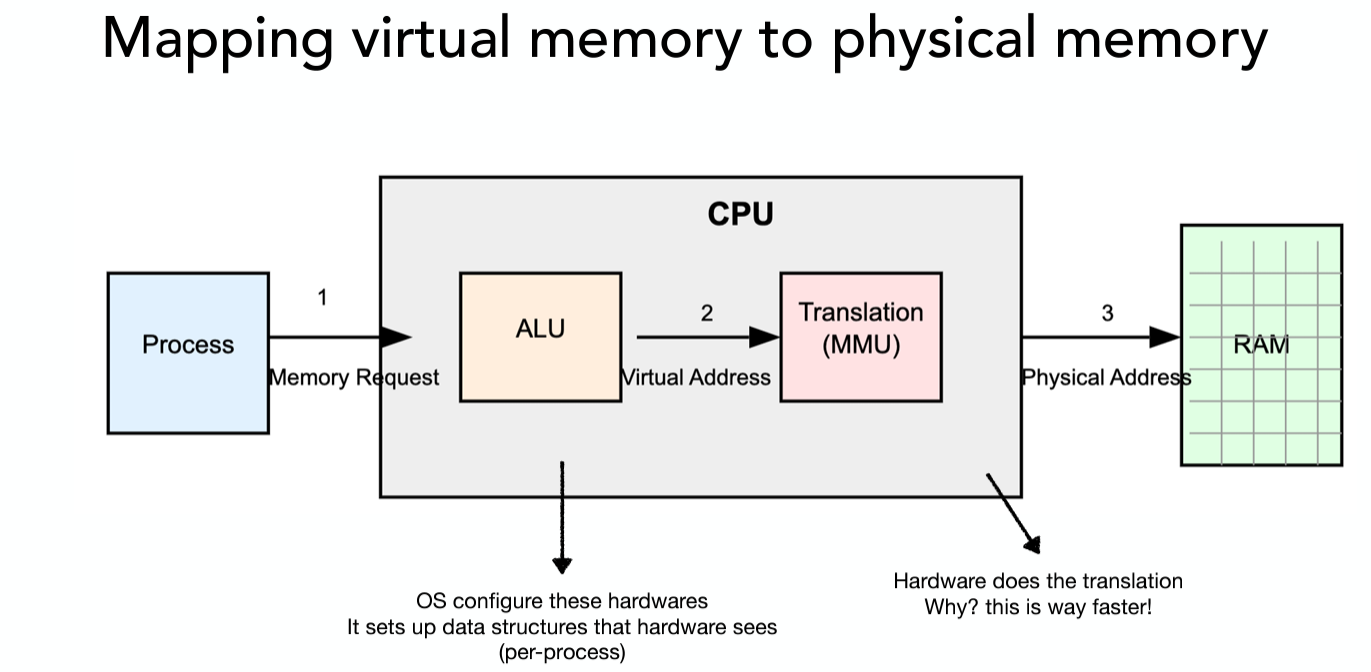 Mapping virtual memory to physical memory
CPU
Process
1
Memory Request
ALU
2
Virtual Address
Translation
(MMU)
3
Physical Address
RAM
OS configure these hardwares
It sets up data structures that hardware sees
(per-process)
Hardware does the translation
Why? this is way faster!